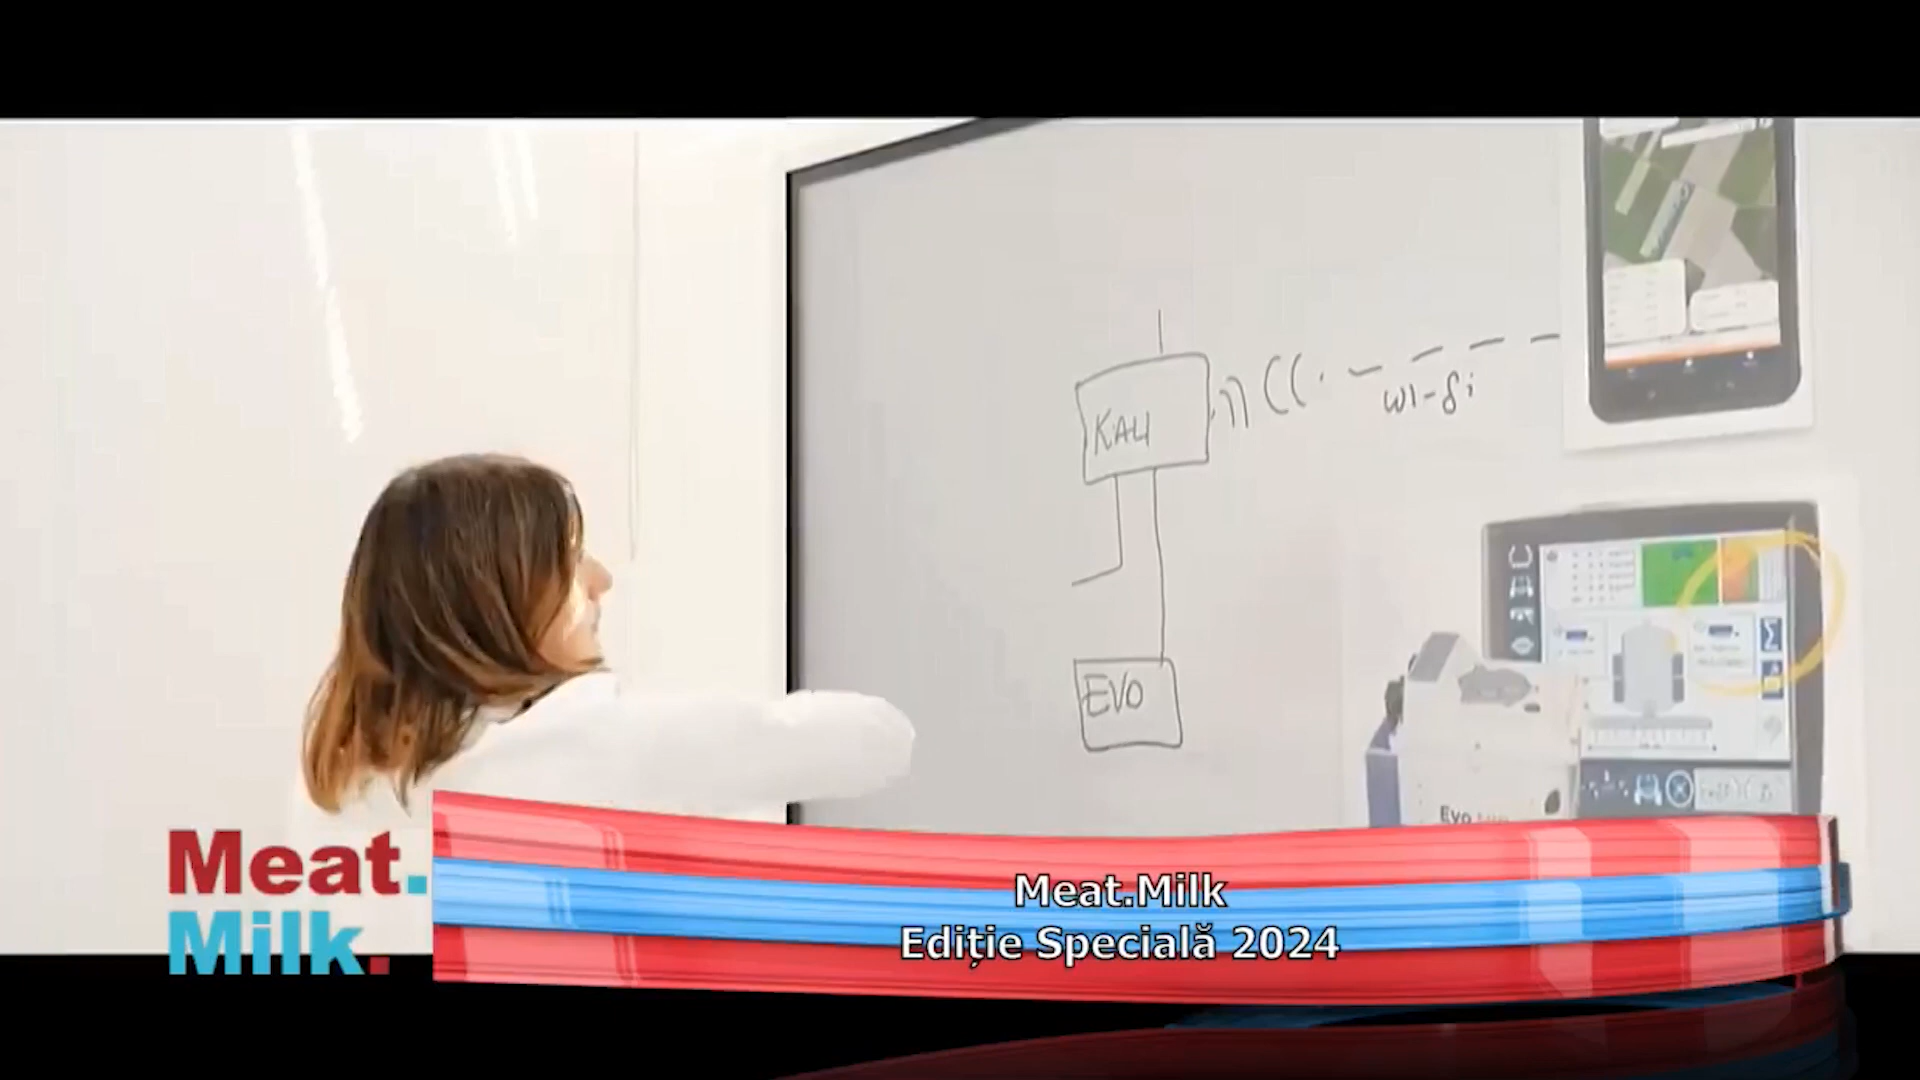 KALI
wi-fi
EVO
Evo
Meat.
Milk.
Meat.Milk
Ediție Specială 2024